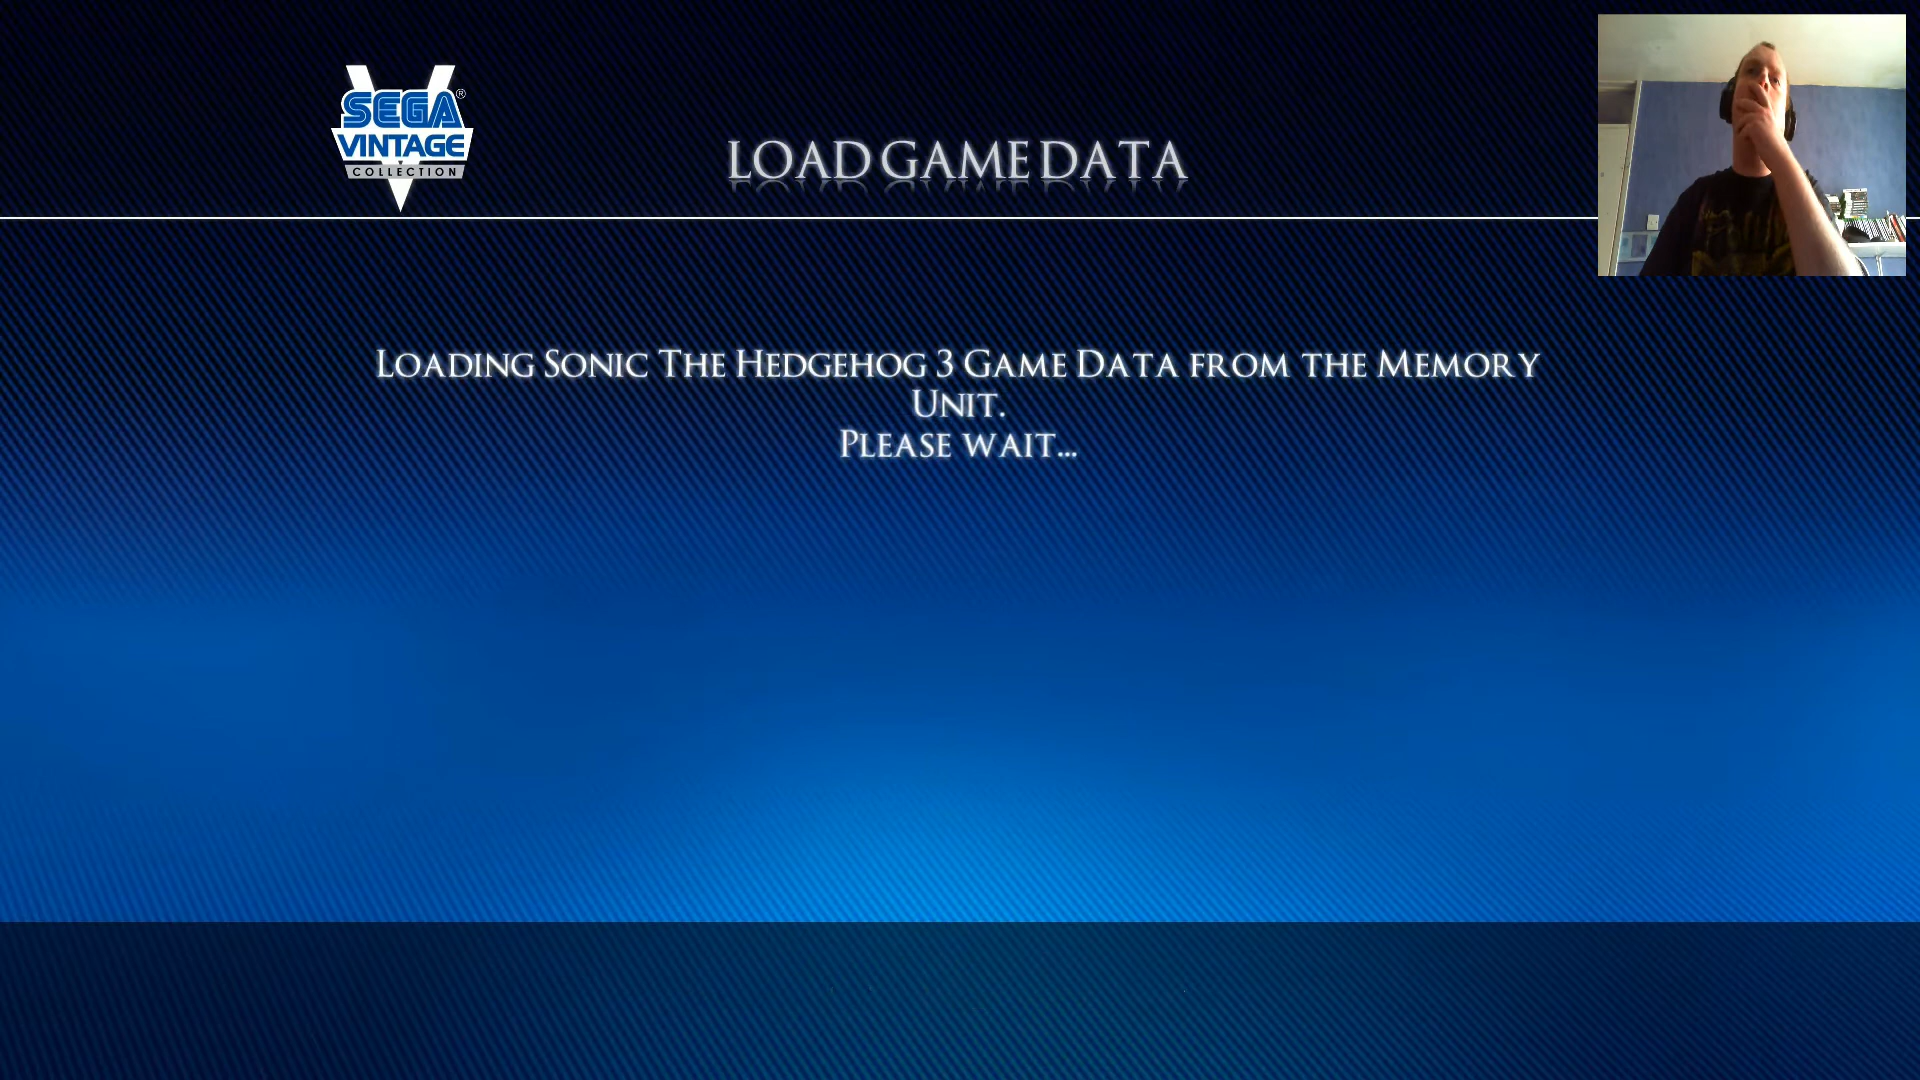 SEGA®
VINTAGE
COLLECTION
LOAD GAME DATA
LOADING SONIC THE HEDGEHOG 3 GAME DATA FROM THE MEMORY
UNIT.
PLEASE WAIT...